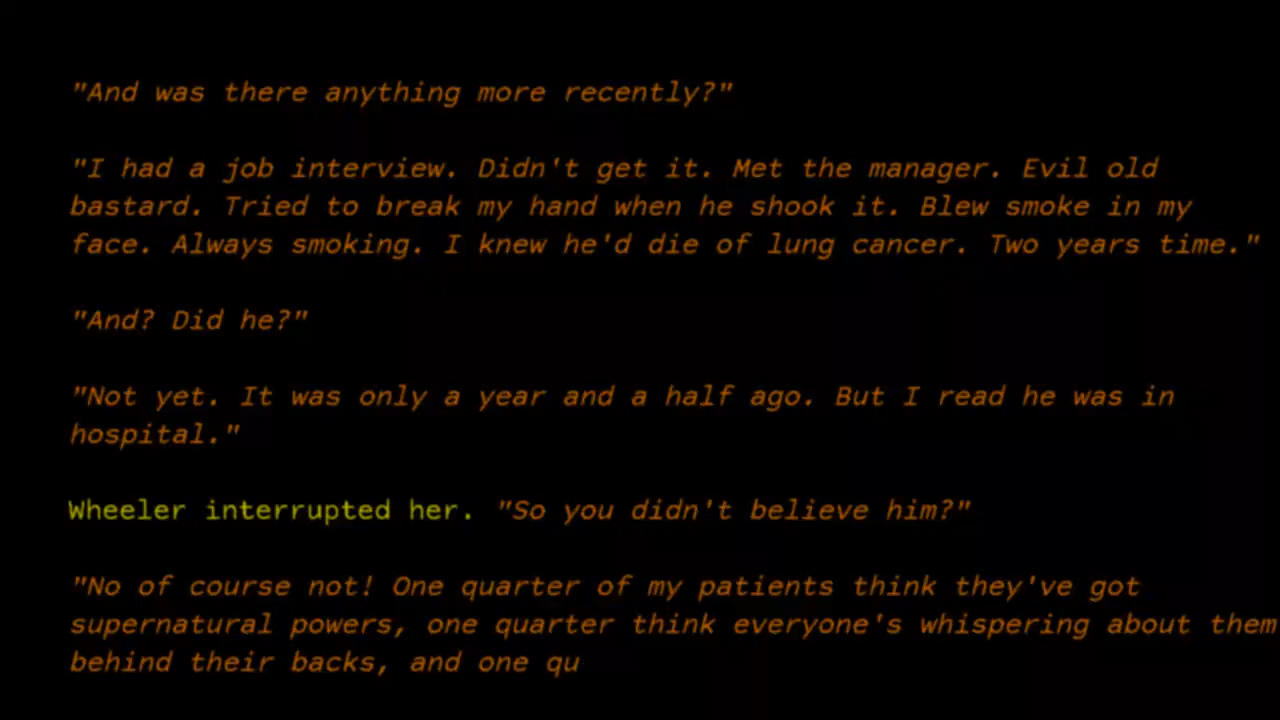 "And was there anything more recently?"
"I had a job interview. Didn't get it. Met the manager. Evil old
bastard. Tried to break my hand when he shook it. Blew smoke in my
face. Always smoking. I knew he'd die of lung cancer. Two years time."
"And? Did he?"
"Not yet. It was only a year and a half ago. But I read he was in
hospital."
Wheeler interrupted her. "So you didn't believe him?"
"No of course not! One quarter of my patients think they've got
supernatural powers, one quarter think everyone's whispering about them
behind their backs, and one qu